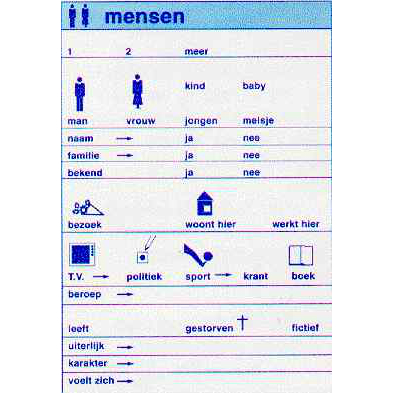 mensen
1 2 meer
kind baby
man vrouw jongen meisje
naam ja nee
familie ja nee
bekend ja nee
bezoek woont hier werkt hier
T.V. politiek sport krant boek
beroep
leeft gestorven fictief
uiterlijk
karakter
voelt zich